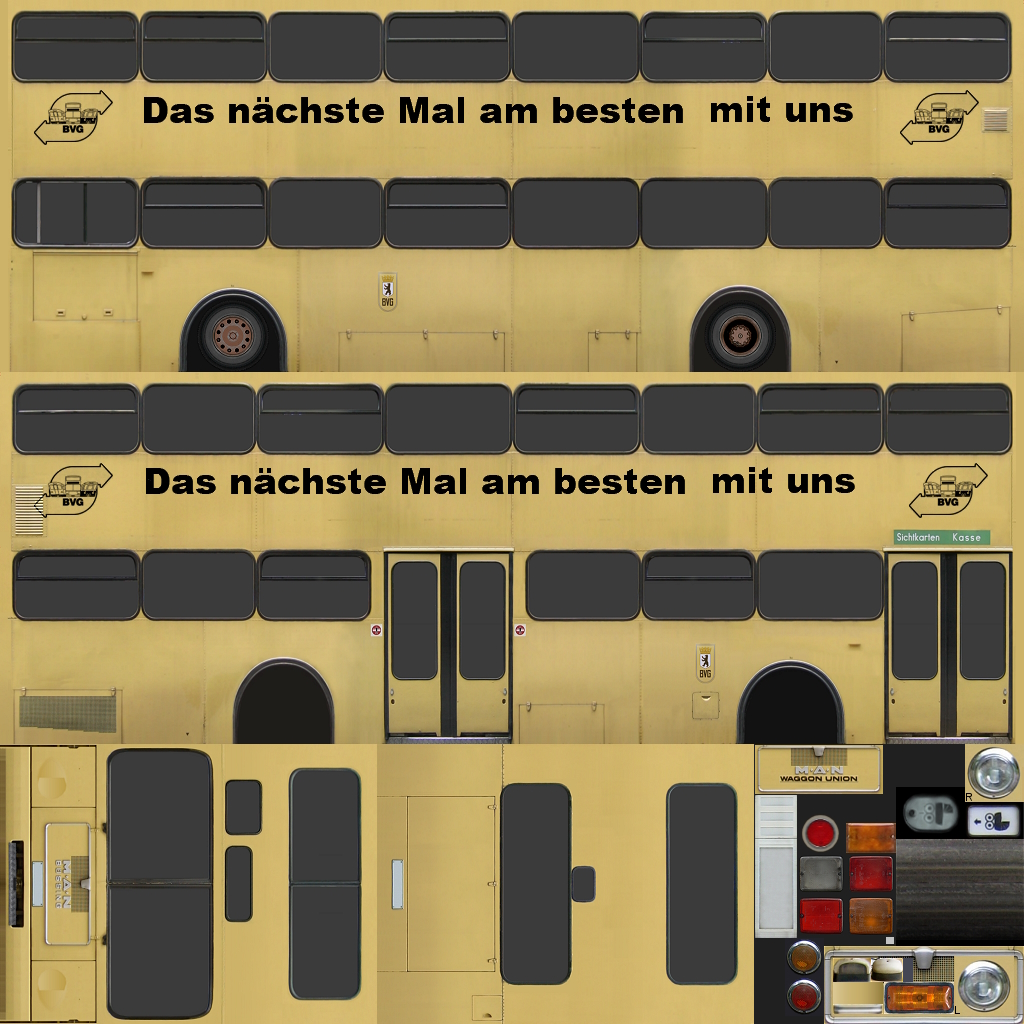 Das nächste Mal am besten mit uns
BVG
BVG
BVG
Das nächste Mal am besten mit uns
BVG
BVG
Sichtkarten Kasse
BVG
M·A·N
WAGGON UNION
R
M·A·N
BÜSSING
L